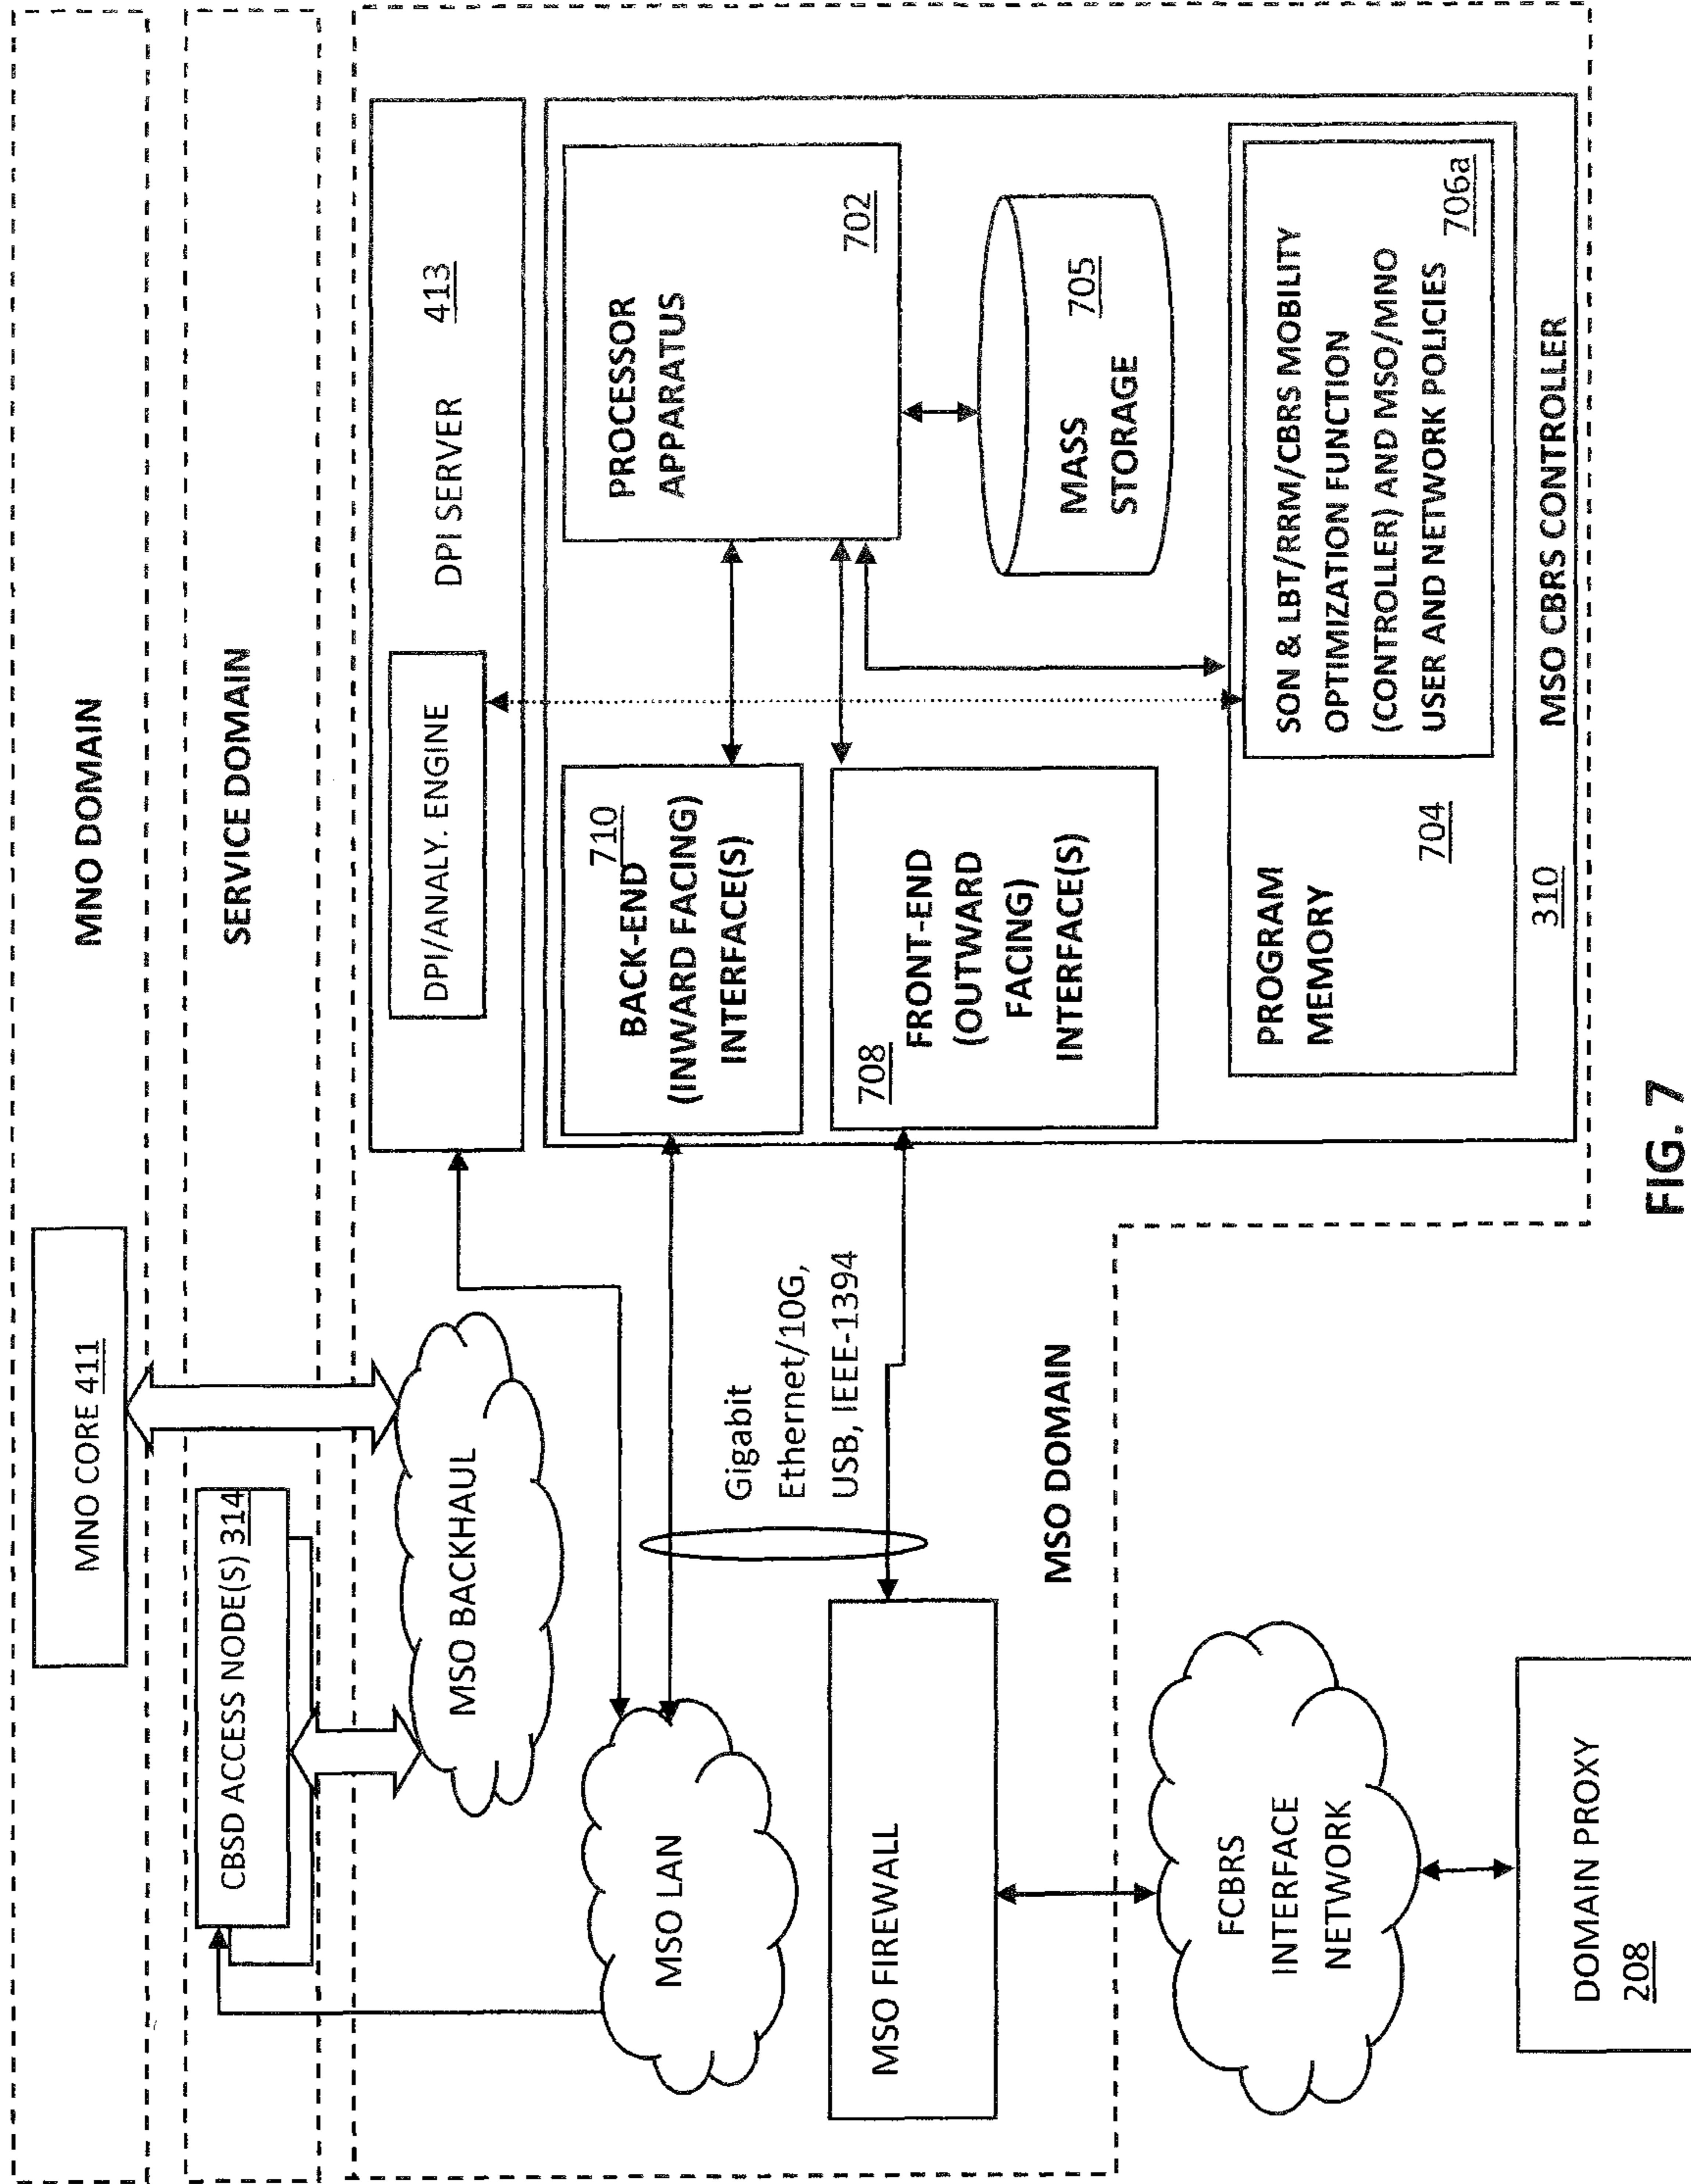 MNO DOMAIN
MNO CORE 411
SERVICE DOMAIN
CBSD ACCESS NODE(S) 314
MSO BACKHAUL
DPI SERVER
413
DPI/ANALY. ENGINE
MSO LAN
Gigabit
Ethernet/10G,
USB, IEEE-1394
710
BACK-END
(INWARD FACING)
INTERFACE(S)
PROCESSOR
APPARATUS
702
708
FRONT-END
(OUTWARD
FACING)
INTERFACE(S)
MASS
STORAGE
705
MSO FIREWALL
MSO DOMAIN
PROGRAM
MEMORY
704
SON & LBT/RRM/CBRS MOBILITY
OPTIMIZATION FUNCTION
(CONTROLLER) AND MSO/MNO
USER AND NETWORK POLICIES
706a
310
MSO CBRS CONTROLLER
FCBRS
INTERFACE
NETWORK
DOMAIN PROXY
208
FIG. 7